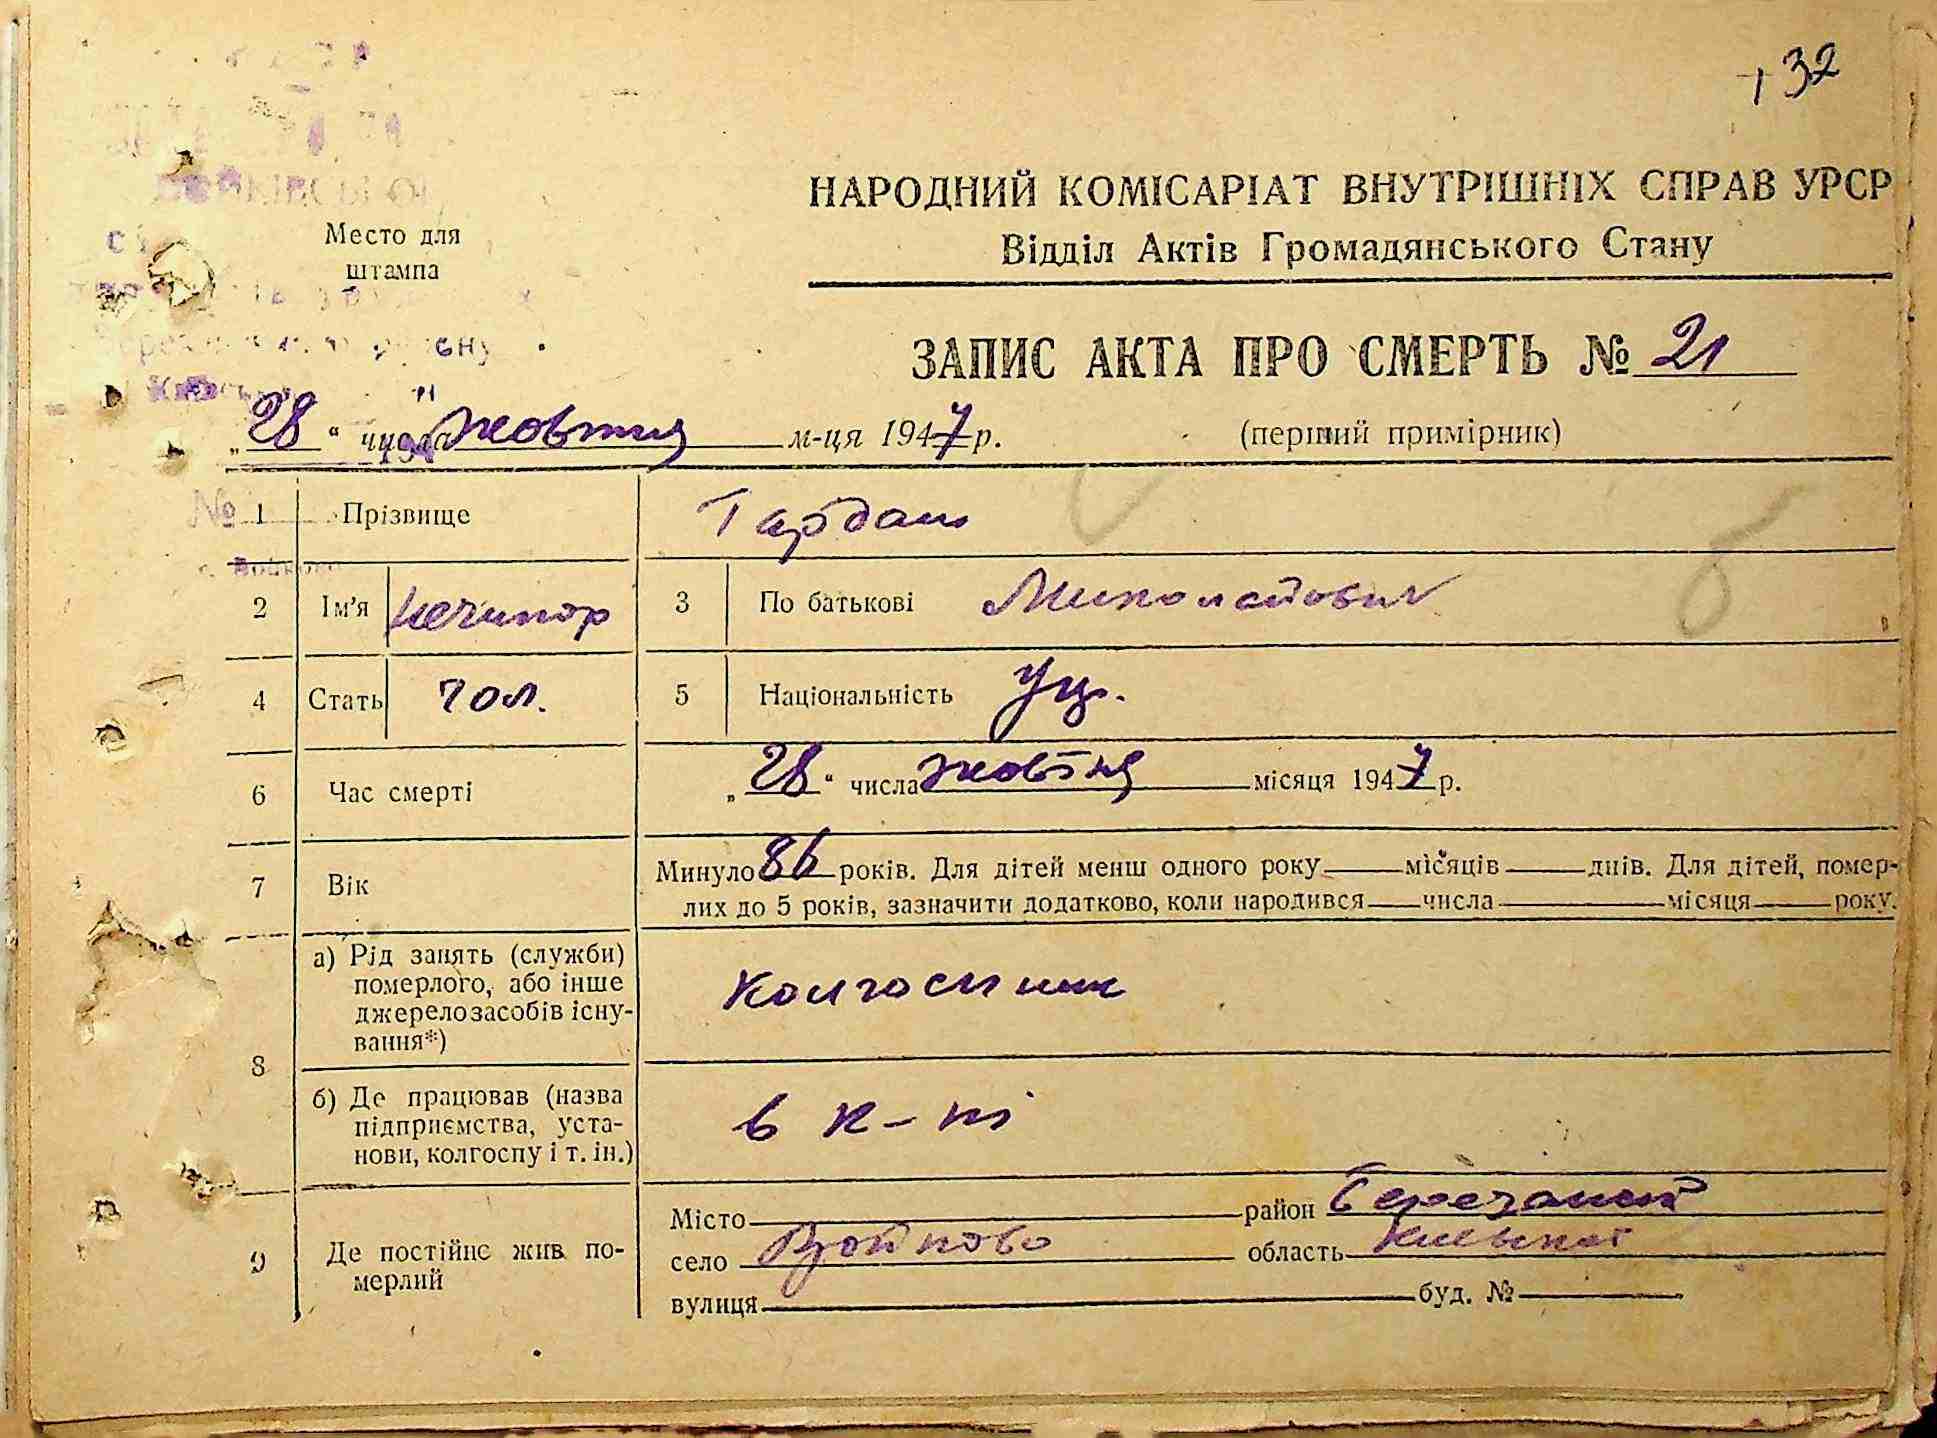 132
НАРОДНИЙ КОМІСАРІАТ ВНУТРІШНІХ СПРАВ УРСР
Відділ Актів Громадянського Стану
Место для
штампа
ЗАПИС АКТА ПРО СМЕРТЬ № 21
„28“ числа жовтня м-ця 1947 р.
(перший примірник)
1 Прізвище
2 Ім'я Нечипор 3 По батькові Миколайович
4 Стать чол. 5 Національність Укр.
6 Час смерті „28“ числа жовтня місяця 1947 р.
7 Вік Минуло 86 років. Для дітей менш одного року місяців днів. Для дітей, помер-
лих до 5 років, зазначити додатково, коли народився числа місяця року.
8 а) Рід занять (служби)
померлого, або інше
джерело засобів існу-
вання*)
Колгоспник
б) Де працював (назва
підприємства, уста-
нови, колгоспу і т. ін.)
в к-пі
9 Де постійне жив по-
мерлий
Місто район Березанськ
село Войково область Київська
вулиця буд. №